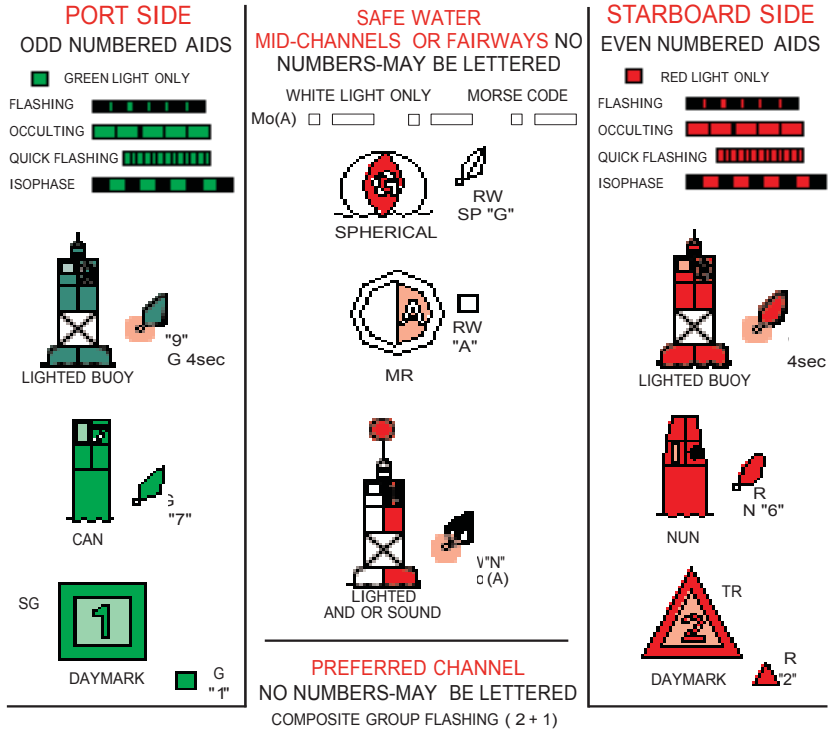 PORT SIDE
ODD NUMBERED AIDS
GREEN LIGHT ONLY
FLASHING
OCCULTING
QUICK FLASHING
ISOPHASE
"9"
G 4sec
LIGHTED BUOY
"7"
CAN
SG
1
DAYMARK
G
"1"
SAFE WATER
MID-CHANNELS OR FAIRWAYS NO
NUMBERS-MAY BE LETTERED
WHITE LIGHT ONLY MORSE CODE
Mo(A)
G
RW
SP "G"
SPHERICAL
A
RW
"A"
MR
"N"
(A)
LIGHTED
AND OR SOUND
PREFERRED CHANNEL
NO NUMBERS-MAY BE LETTERED
COMPOSITE GROUP FLASHING ( 2 + 1)
STARBOARD SIDE
EVEN NUMBERED AIDS
RED LIGHT ONLY
FLASHING
OCCULTING
QUICK FLASHING
ISOPHASE
4sec
LIGHTED BUOY
R
N "6"
NUN
TR
2
DAYMARK
R
"2"